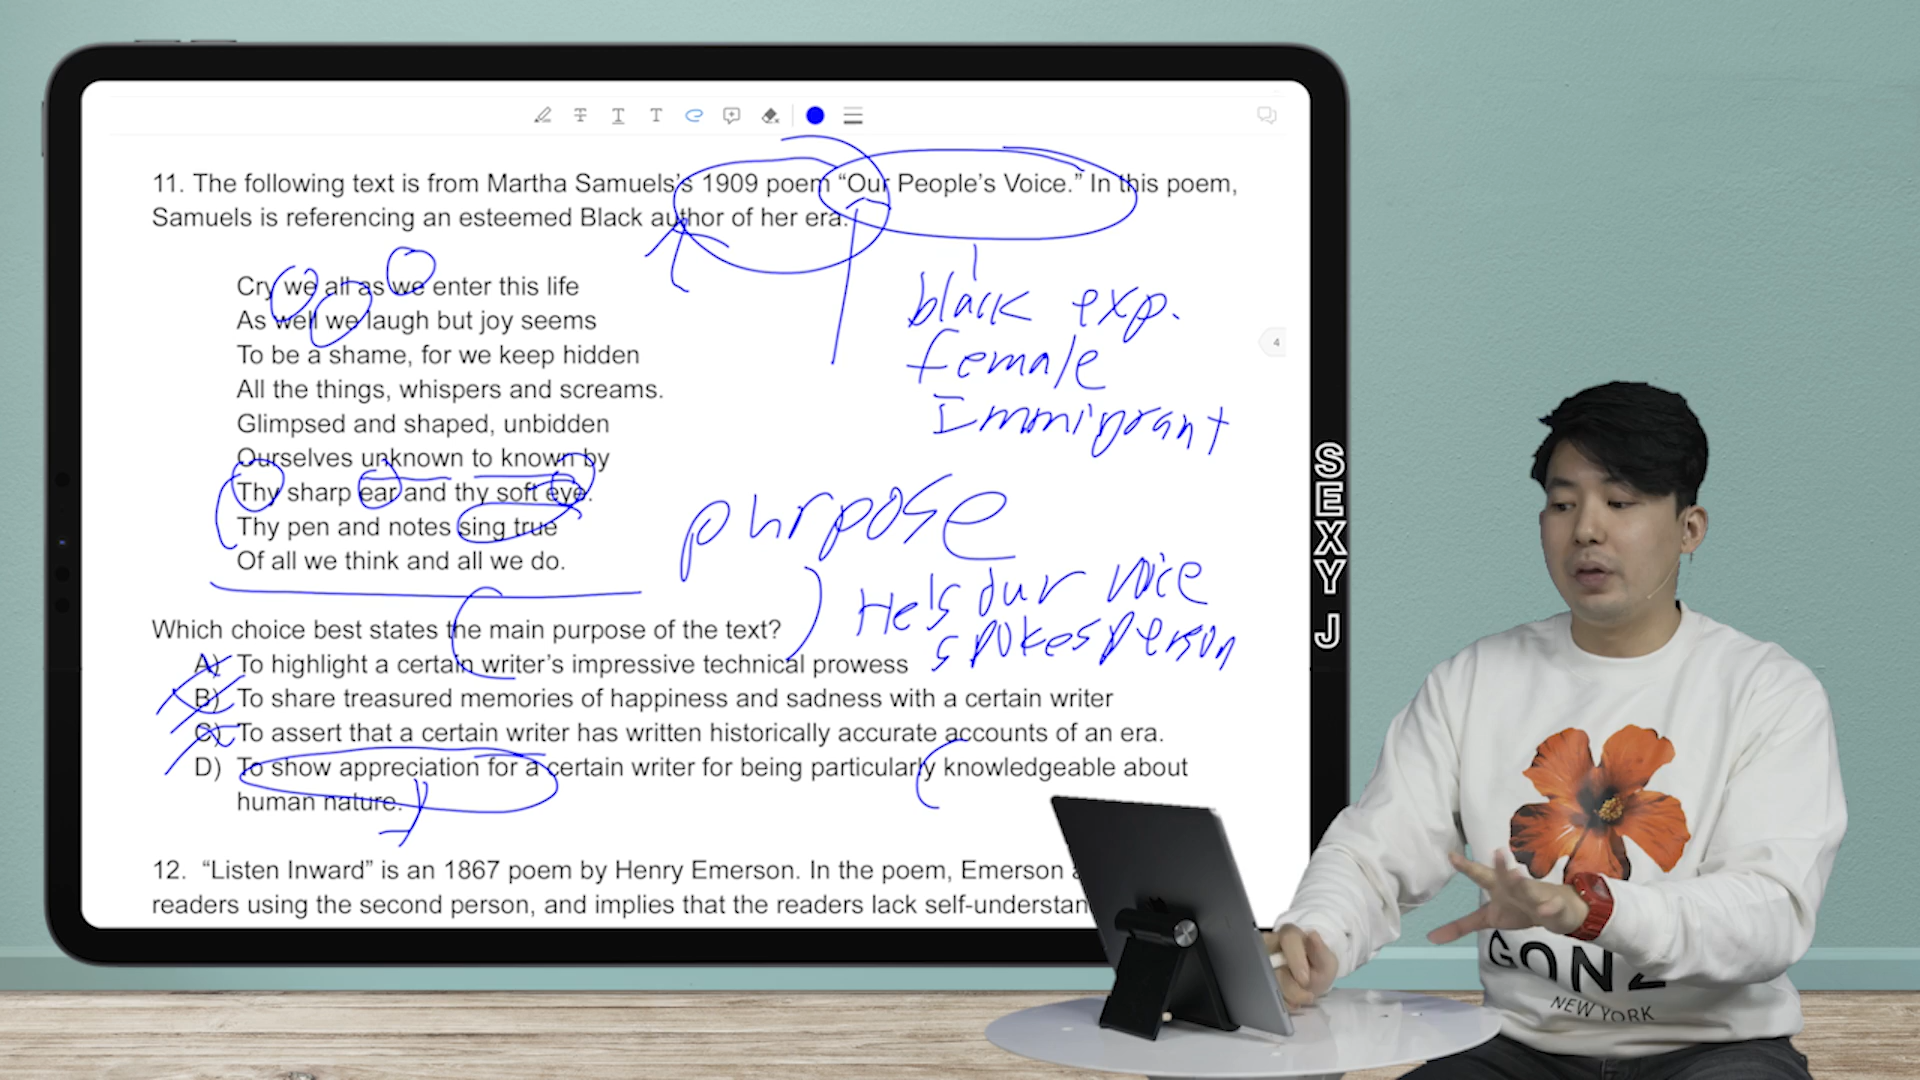 11. The following text is from Martha Samuels's 1909 poem “Our People's Voice.” In this poem,
Samuels is referencing an esteemed Black author of her era.
Cry we all as we enter this life
As well we laugh but joy seems
To be a shame, for we keep hidden
All the things, whispers and screams.
Glimpsed and shaped, unbidden
Ourselves unknown to known by
Thy sharp ear and thy soft eye.
Thy pen and notes sing true
Of all we think and all we do.
black exp.
female
Immigrant
purpose
He's our voice
spokesperson
Which choice best states the main purpose of the text?
A) To highlight a certain writer's impressive technical prowess
B) To share treasured memories of happiness and sadness with a certain writer
C) To assert that a certain writer has written historically accurate accounts of an era.
D) To show appreciation for a certain writer for being particularly knowledgeable about
human nature.
12. “Listen Inward” is an 1867 poem by Henry Emerson. In the poem, Emerson
readers using the second person, and implies that the readers lack self-understan
4
SEXY J
GONZ
NEW YORK